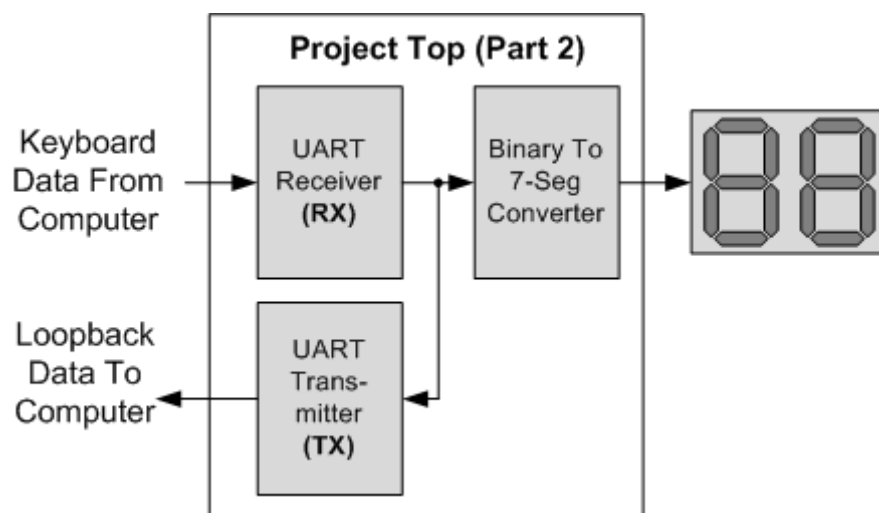 Project Top (Part 2)
Keyboard
Data From
Computer
UART
Receiver
(RX)
Binary To
7-Seg
Converter
Loopback
Data To
Computer
UART
Trans-
mitter
(TX)